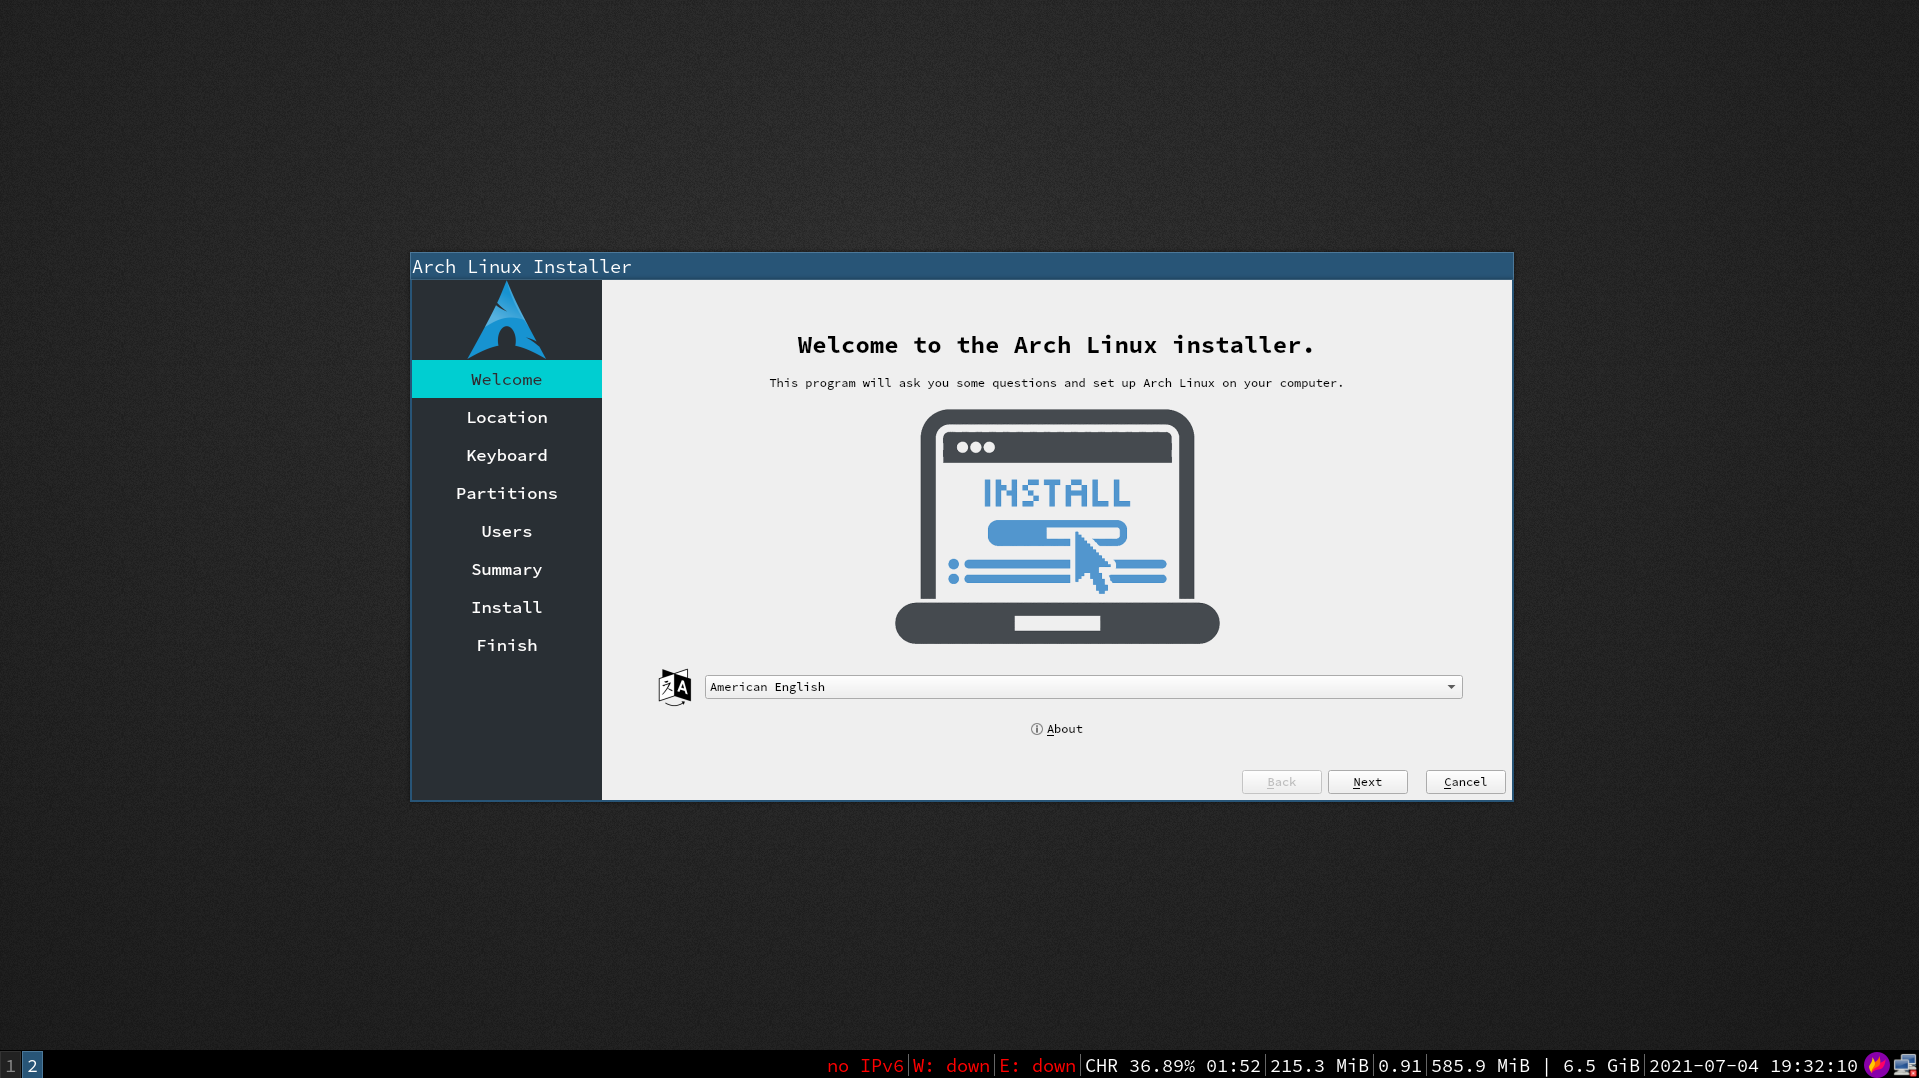 Arch Linux Installer
Welcome
Location
Keyboard
Partitions
Users
Summary
Install
Finish
Welcome to the Arch Linux installer.
This program will ask you some questions and set up Arch Linux on your computer.
INSTALL
A
American English
About
Back
Next
Cancel
1 2
no IPv6 | W: down | E: down | CHR 36.89% 01:52 | 215.3 MiB | 0.91 | 585.9 MiB | 6.5 GiB | 2021-07-04 19:32:10